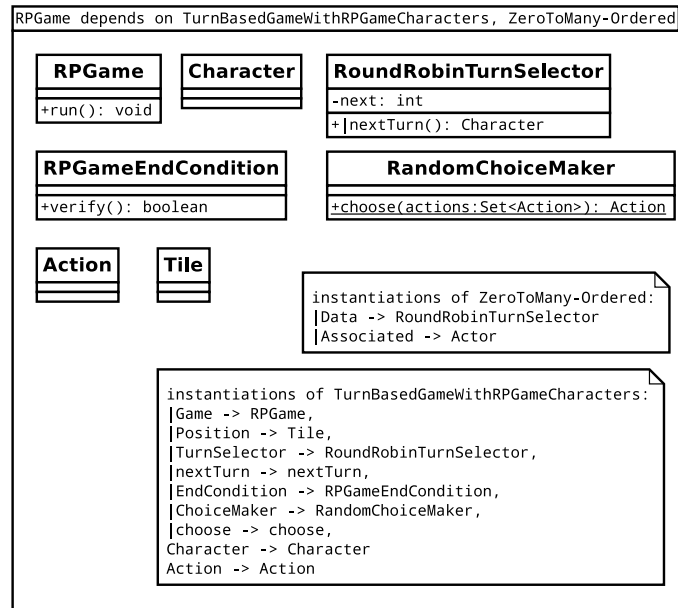 RPGame depends on TurnBasedGameWithRPGameCharacters, ZeroToMany-Ordered
RPGame
+run(): void
Character
RoundRobinTurnSelector
-next: int
+|nextTurn(): Character
RPGameEndCondition
+verify(): boolean
RandomChoiceMaker
+choose(actions:Set<Action>): Action
Action
Tile
instantiations of ZeroToMany-Ordered:
|Data -> RoundRobinTurnSelector
|Associated -> Actor
instantiations of TurnBasedGameWithRPGameCharacters:
|Game -> RPGame,
|Position -> Tile,
|TurnSelector -> RoundRobinTurnSelector,
|nextTurn -> nextTurn,
|EndCondition -> RPGameEndCondition,
|ChoiceMaker -> RandomChoiceMaker,
|choose -> choose,
Character -> Character
Action -> Action